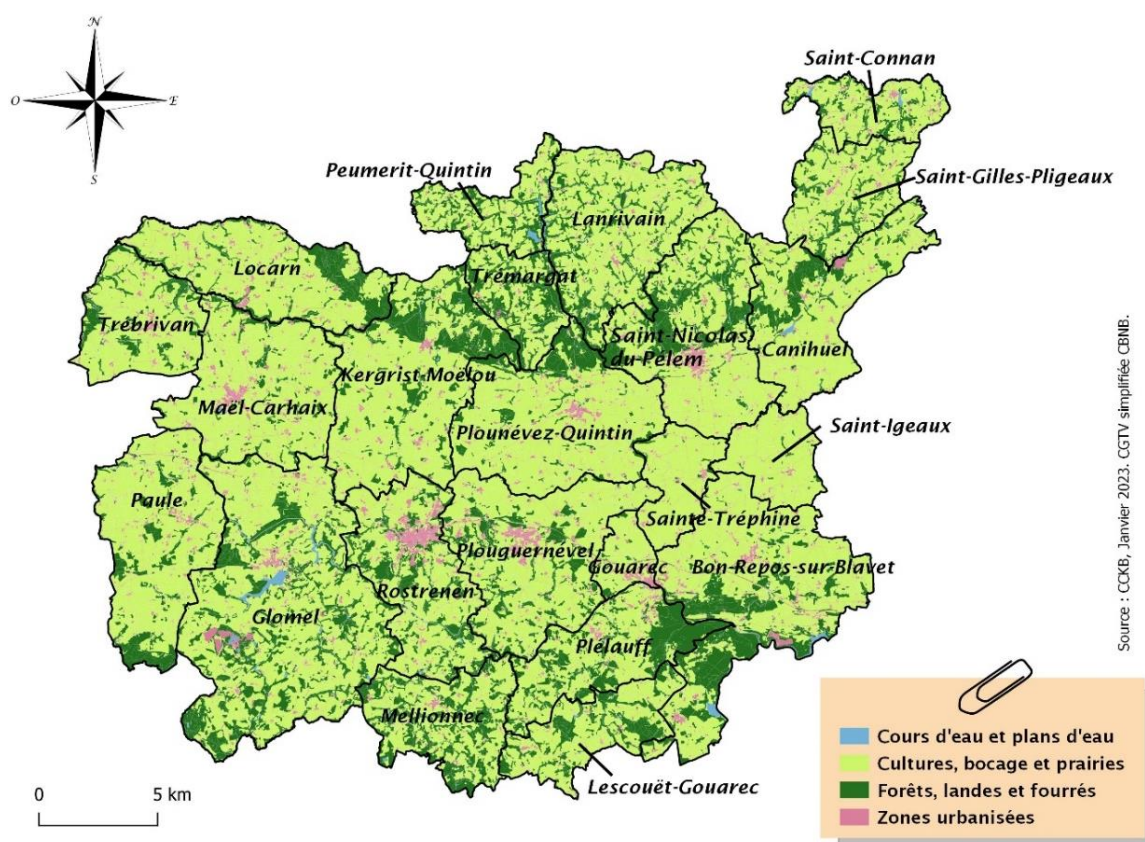 N
O
E
S
Saint-Connan
Peumerit-Quintin
Saint-Gilles-Pligeaux
Lanrivain
Locarn
Trémargat
Trébrivan
Saint-Nicolas
du-Pélem
Canihuel
Kergrist-Moëlou
Maël-Carhaix
Plounévez-Quintin
Saint-Igeaux
Paule
Sainte-Tréphine
Plouguernével
Gouarec
Bon-Repos-sur-Blavet
Rostrenen
Glomel
Plélauff
Mellionnec
Lescouët-Gouarec
Source : CCKB, Janvier 2023. CGTV simplifiée CBNB.
Cours d'eau et plans d'eau
Cultures, bocage et prairies
Forêts, landes et fourrés
Zones urbanisées
0 5 km